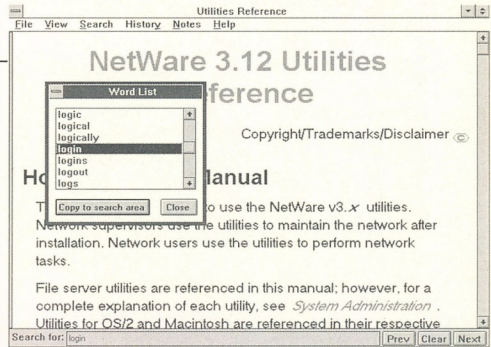 Utilities Reference
File View Search History Notes Help
NetWare 3.12 Utilities
ference
Word List
logic
logical
logically
login
logins
logout
logs
Copy to search area Close
Copyright/Trademarks/Disclaimer ©
Ho anual
T to use the NetWare v3.x utilities.
Network supervisors use the utilities to maintain the network after
installation. Network users use the utilities to perform network
tasks.
File server utilities are referenced in this manual; however, for a
complete explanation of each utility, see System Administration .
Utilities for OS/2 and Macintosh are referenced in their respective
Search for: login Prev Clear Next